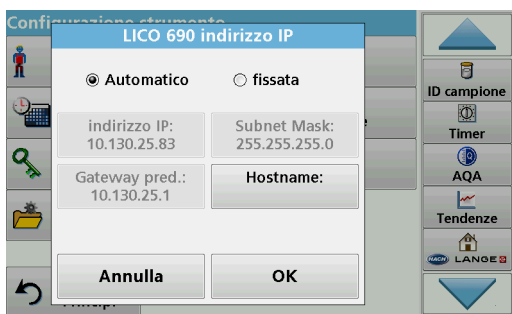 Configurazione strumento
LICO 690 indirizzo IP
Automatico
fissata
indirizzo IP:
10.130.25.83
Subnet Mask:
255.255.255.0
Gateway pred.:
10.130.25.1
Hostname:
Annulla
OK
ID campione
Timer
AQA
Tendenze
HACH LANGE